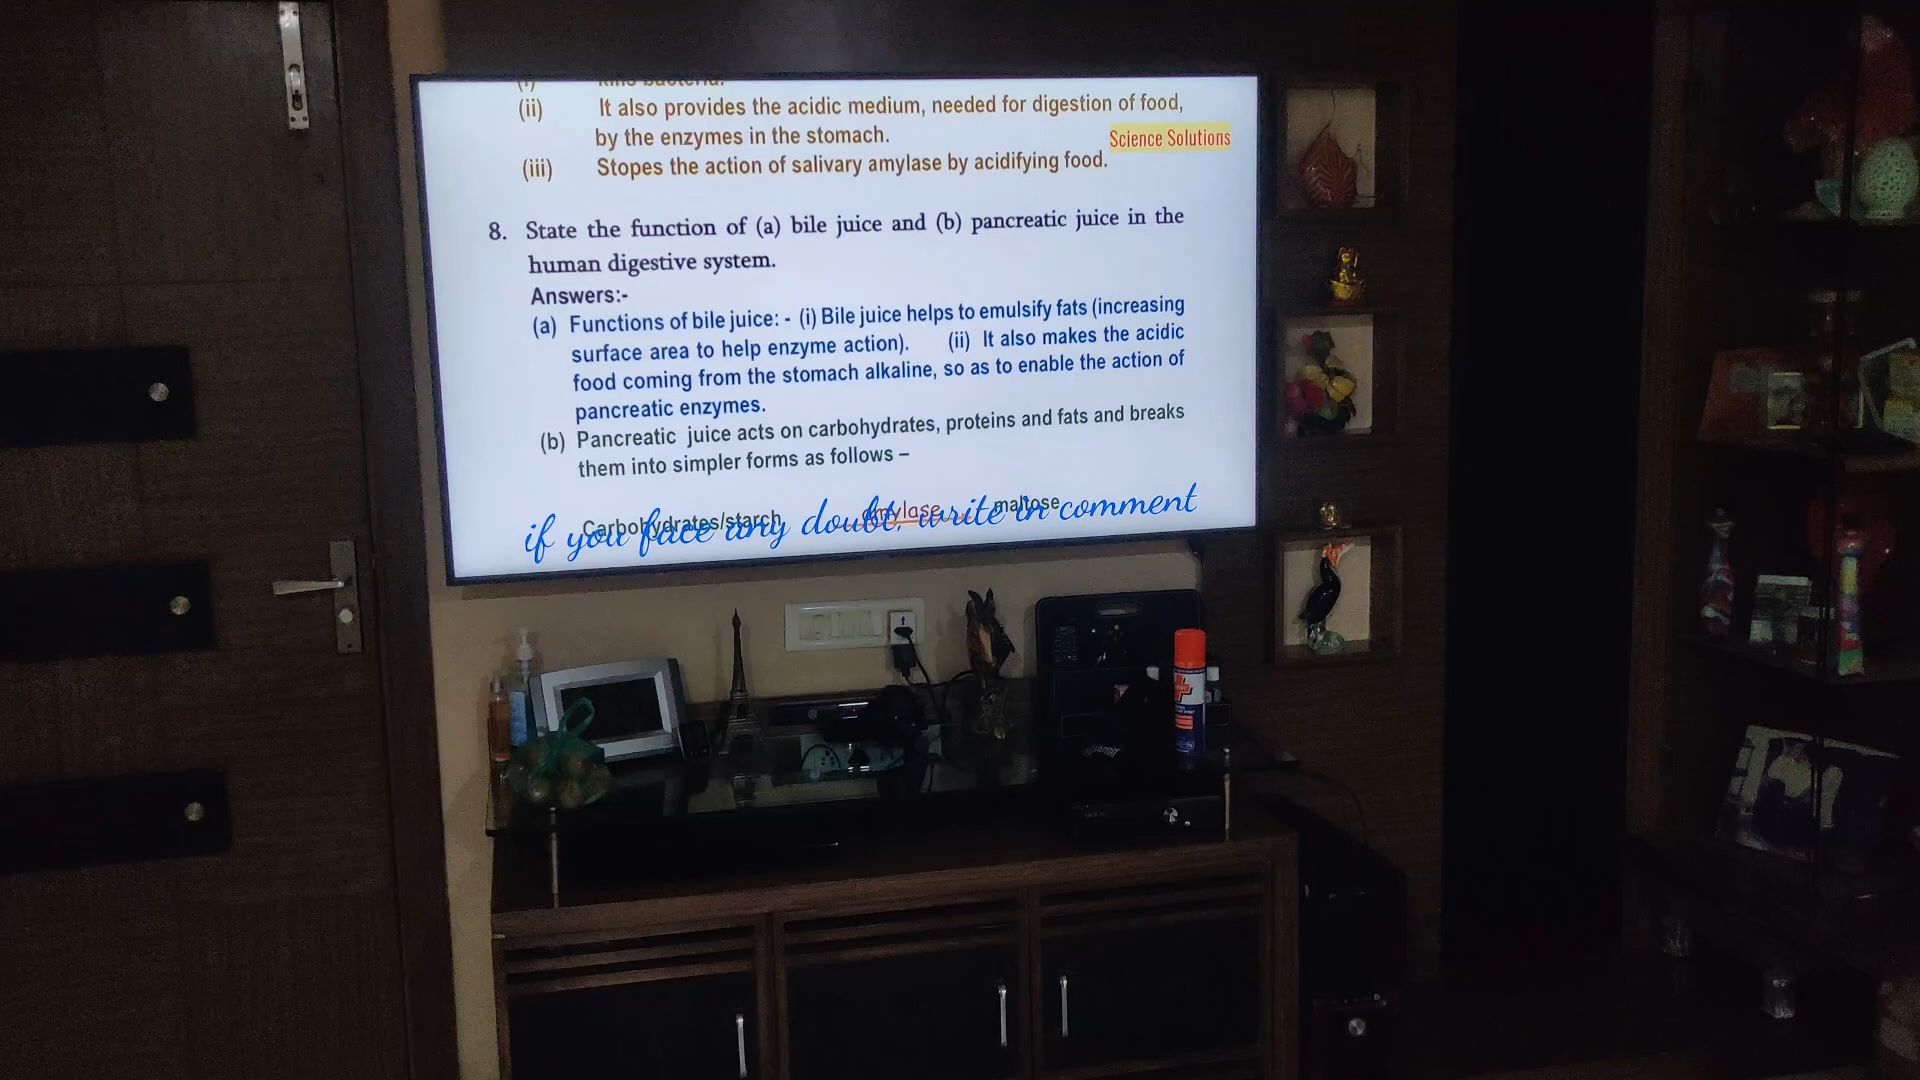 (ii) It also provides the acidic medium, needed for digestion of food,
by the enzymes in the stomach.
Science Solutions
(iii) Stopes the action of salivary amylase by acidifying food.
8. State the function of (a) bile juice and (b) pancreatic juice in the
human digestive system.
Answers:-
(a) Functions of bile juice: - (i) Bile juice helps to emulsify fats (increasing
surface area to help enzyme action). (ii) It also makes the acidic
food coming from the stomach alkaline, so as to enable the action of
pancreatic enzymes.
(b) Pancreatic juice acts on carbohydrates, proteins and fats and breaks
them into simpler forms as follows –
Carbohydrates/starch amylase maltose
if you face any doubt, write in comment